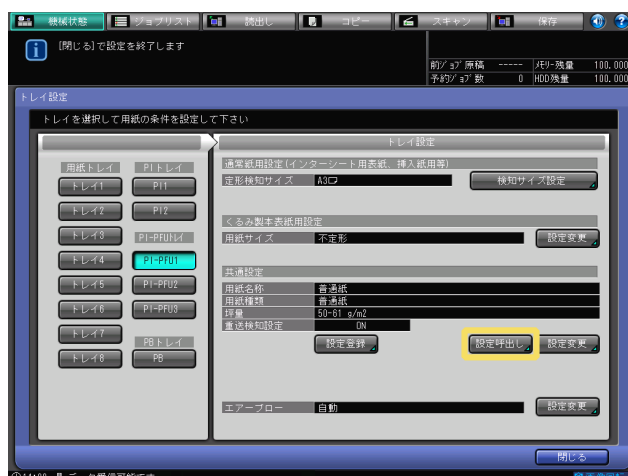 機械状態 ジョブリスト 読出し コピー スキャン 保存
[閉じる]で設定を終了します
前ジョブ原稿 ----- メモリー残量 100.000
予約ジョブ数 0 HDD残量 100.000
トレイ設定
トレイを選択して用紙の条件を設定して下さい
トレイ設定
用紙トレイ PIトレイ
トレイ1 PI1
トレイ2 PI2
トレイ3 PI-PFUトレイ
トレイ4 PI-PFU1
トレイ5 PI-PFU2
トレイ6 PI-PFU3
トレイ7 PBトレイ
トレイ8 PB
通常紙用設定(インターシート用表紙、挿入紙用等)
定形検知サイズ A3 検知サイズ設定
くるみ製本表紙用設定
用紙サイズ 不定形 設定変更
共通設定
用紙名称 普通紙
用紙種類 普通紙
坪量 50-61 g/m2
重送検知設定 ON
設定登録 設定呼出し 設定変更
エアーブロー 自動 設定変更
閉じる